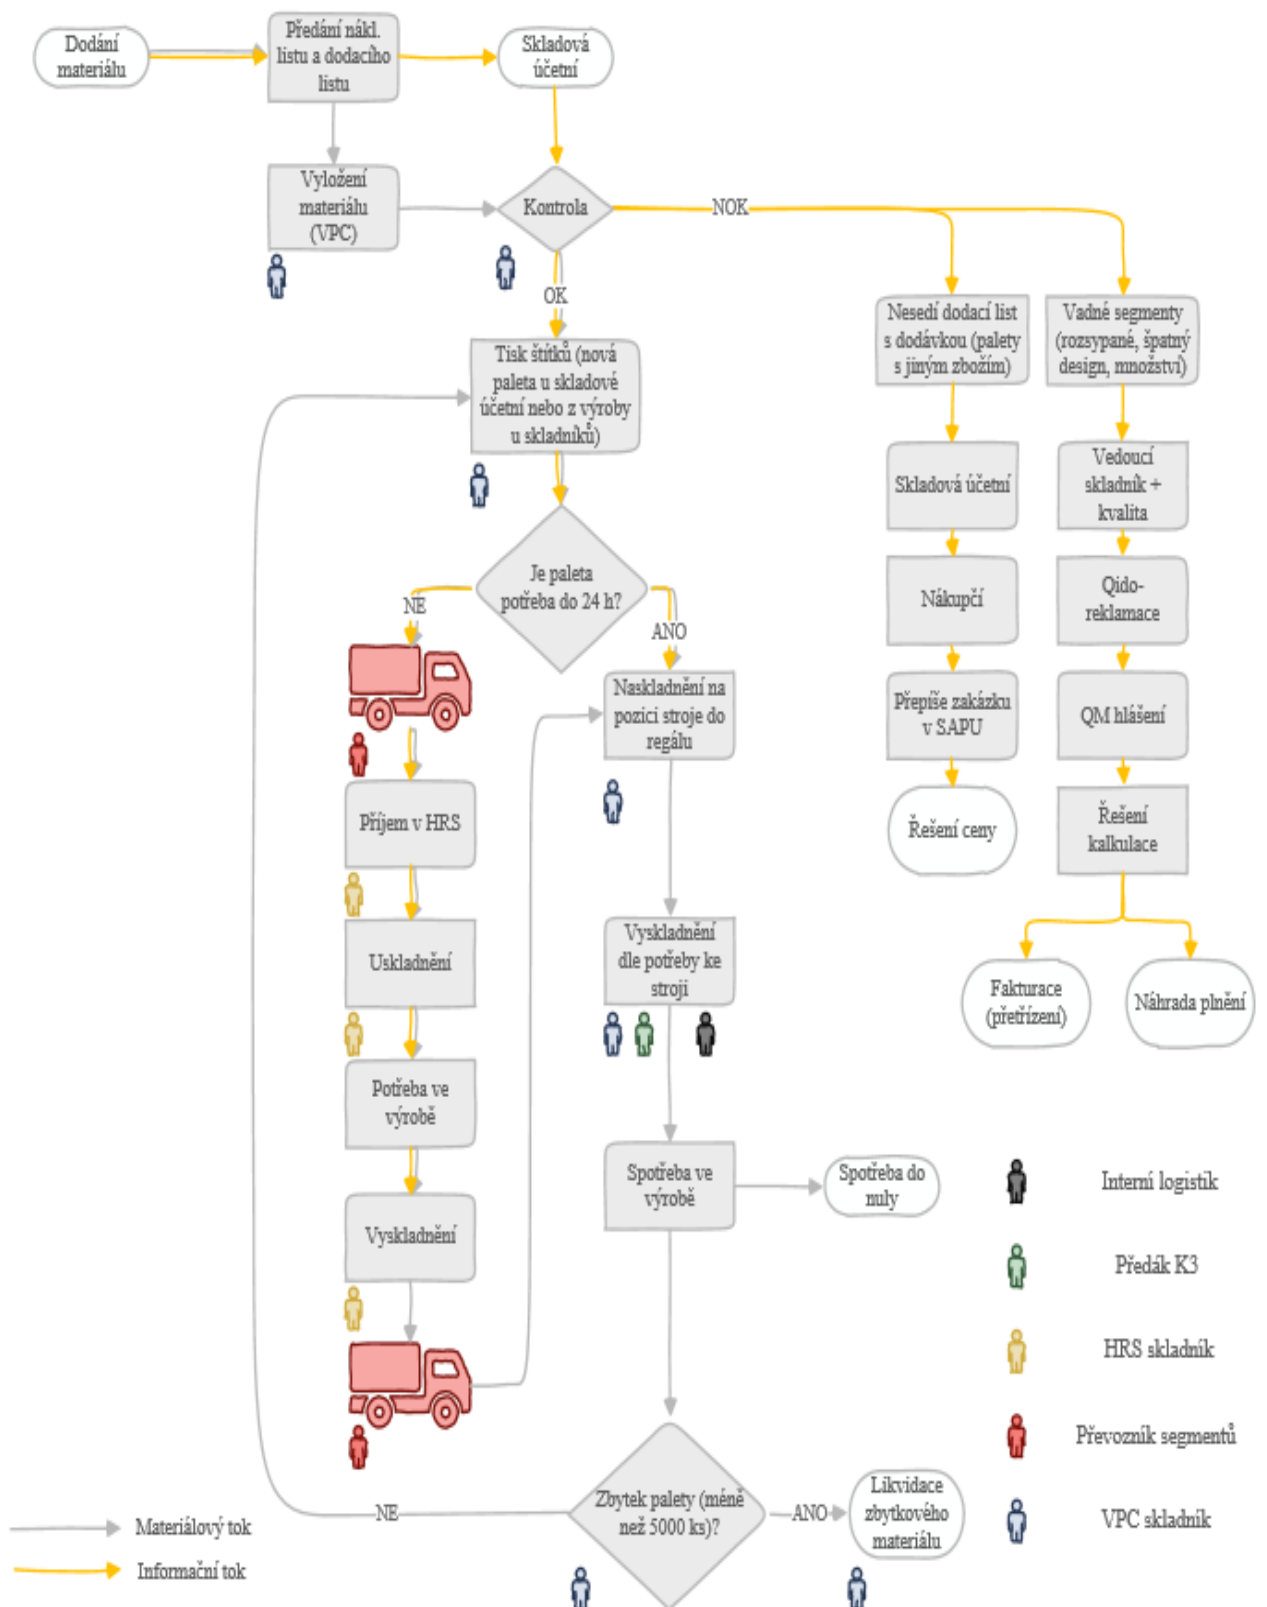 Dodání
materiálu
Předání nákl.
listu a dodacího
listu
Skladová
účetní
Vyložení
materiálu
(VPC)
Kontrola
NOK
OK
Nesedí dodací list
s dodávkou (palety
s jiným zbožím)
Vadné segmenty
(rozsypané, špatný
design, množství)
Tisk štítků (nová
paleta u skladové
účetní nebo z výroby
u skladníků)
Skladová účetní
Vedoucí
skladník +
kvalita
Je paleta
potřeba do 24 h?
NE
ANO
Nákupčí
Qido-
reklamace
Naskladnění na
pozici stroje do
regálu
Přepíše zakázku
v SAPU
QM hlášení
Příjem v HRS
Řešení ceny
Řešení
kalkulace
Uskladnění
Vyskladnění
dle potřeby ke
stroji
Fakturace
(přetřízení)
Náhrada plnění
Potřeba ve
výrobě
Spotřeba ve
výrobě
Spotřeba do
nuly
Vyskladnění
Interní logistik
Předák K3
HRS skladník
Převozník segmentů
VPC skladník
Zbytek palety (méně
než 5000 ks)?
NE
ANO
Likvidace
zbytkového
materiálu
Materiálový tok
Informační tok